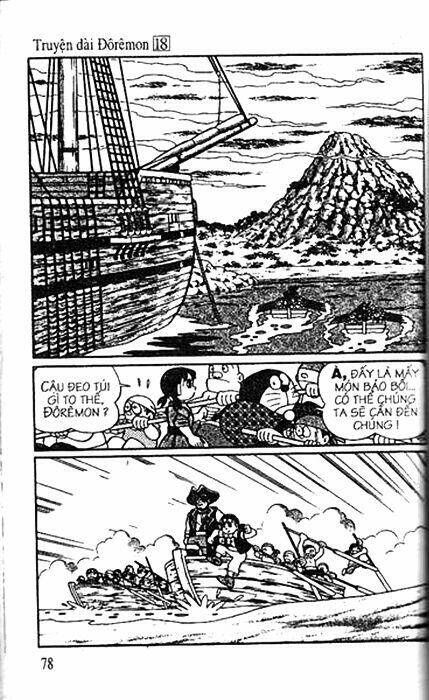 Truyện dài Đôrêmon 18
CẬU ĐEO TÚI
GÌ TO THẾ,
ĐÔRÊMON ?
À, ĐẤY LÀ MẤY
MÓN BẢO BỐI...
CÓ THỂ CHÚNG
TA SẼ CẦN ĐẾN
CHÚNG !
78